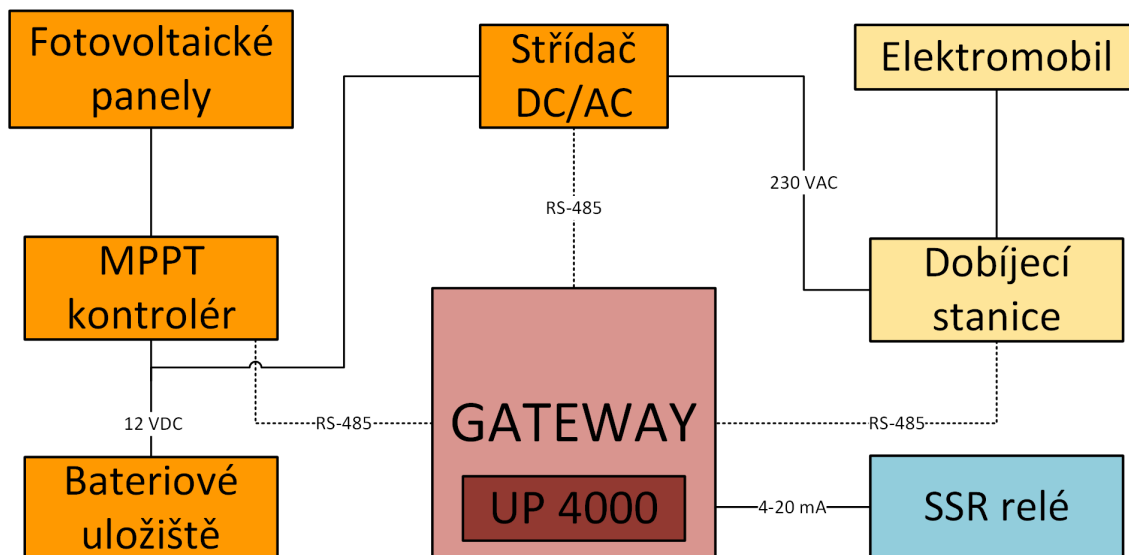 Fotovoltaické
panely
Střídač
DC/AC
Elektromobil
230 VAC
RS-485
MPPT
kontrolér
Dobíjecí
stanice
12 VDC
RS-485
GATEWAY
RS-485
Bateriové
uložiště
UP 4000
4-20 mA
SSR relé